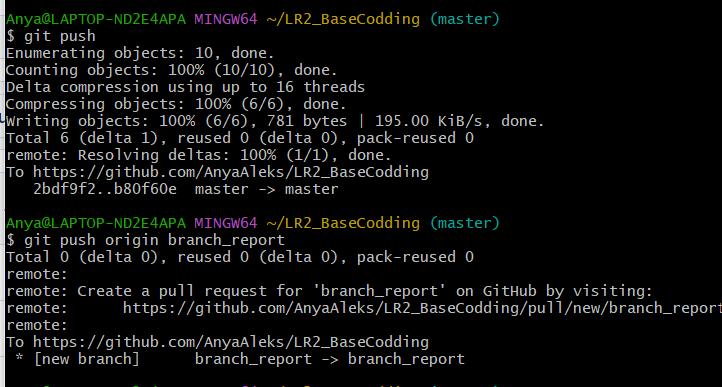 Anya@LAPTOP-ND2E4APA MINGW64 ~/LR2_BaseCodding (master)
$ git push
Enumerating objects: 10, done.
Counting objects: 100% (10/10), done.
Delta compression using up to 16 threads
Compressing objects: 100% (6/6), done.
Writing objects: 100% (6/6), 781 bytes | 195.00 KiB/s, done.
Total 6 (delta 1), reused 0 (delta 0), pack-reused 0
remote: Resolving deltas: 100% (1/1), done.
To https://github.com/AnyaAleks/LR2_BaseCodding
   2bdf9f2..b80f60e  master -> master
Anya@LAPTOP-ND2E4APA MINGW64 ~/LR2_BaseCodding (master)
$ git push origin branch_report
Total 0 (delta 0), reused 0 (delta 0), pack-reused 0
remote:
remote: Create a pull request for 'branch_report' on GitHub by visiting:
remote:      https://github.com/AnyaAleks/LR2_BaseCodding/pull/new/branch_report
remote:
To https://github.com/AnyaAleks/LR2_BaseCodding
 * [new branch]      branch_report -> branch_report